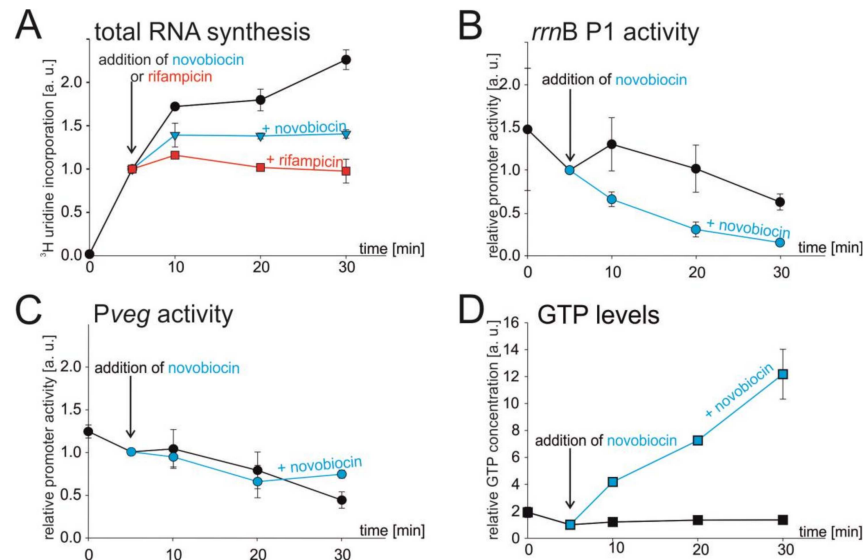 A
total RNA synthesis
³H uridine incorporation [a. u.]
2.0
1.5
1.0
0.5
0.0
addition of novobiocin
or rifampicin
+ novobiocin
+ rifampicin
time [min]
0
10
20
30
B
rrnB P1 activity
relative promoter activity [a. u.]
2.0
1.5
1.0
0.5
0.0
addition of novobiocin
+ novobiocin
time [min]
0
10
20
30
C
Pveg activity
relative promoter activity [a. u.]
2.0
1.5
1.0
0.5
0.0
addition of novobiocin
+ novobiocin
time [min]
0
10
20
30
D
GTP levels
relative GTP concentration [a. u.]
16
14
12
10
8
6
4
2
0
addition of novobiocin
+ novobiocin
time [min]
0
10
20
30